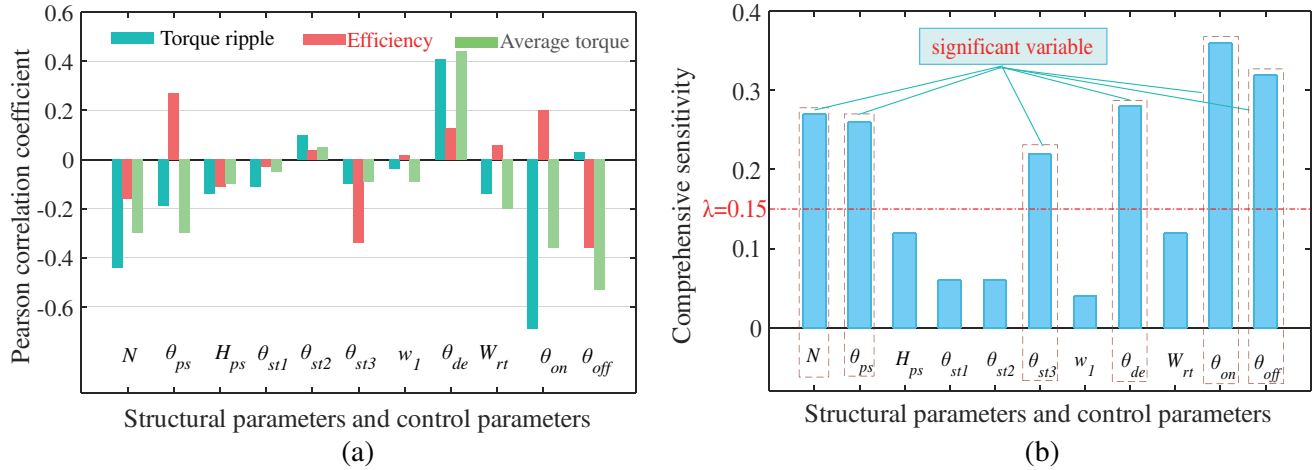 0.6
0.4
0.2
0
-0.2
-0.4
-0.6
Pearson correlation coefficient
Torque ripple
Efficiency
Average torque
N
θps
Hps
θst1
θst2
θst3
w1
θde
Wrt
θon
θoff
Structural parameters and control parameters
(a)
0.4
0.3
0.2
λ=0.15
0.1
0
Comprehensive sensitivity
significant variable
N
θps
Hps
θst1
θst2
θst3
w1
θde
Wrt
θon
θoff
Structural parameters and control parameters
(b)